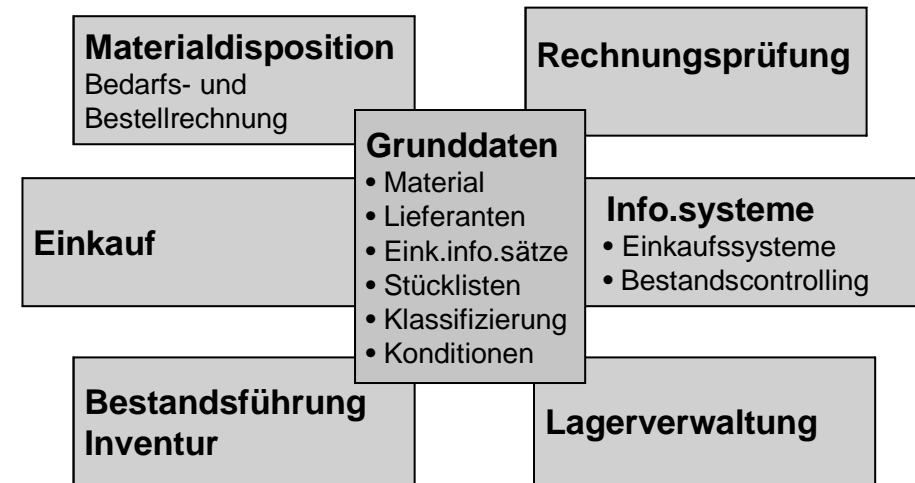 Materialdisposition
Bedarfs- und
Bestellrechnung
Rechnungsprüfung
Grunddaten
• Material
• Lieferanten
• Eink.info.sätze
• Stücklisten
• Klassifizierung
• Konditionen
Einkauf
Info.systeme
• Einkaufssysteme
• Bestandscontrolling
Bestandsführung
Inventur
Lagerverwaltung